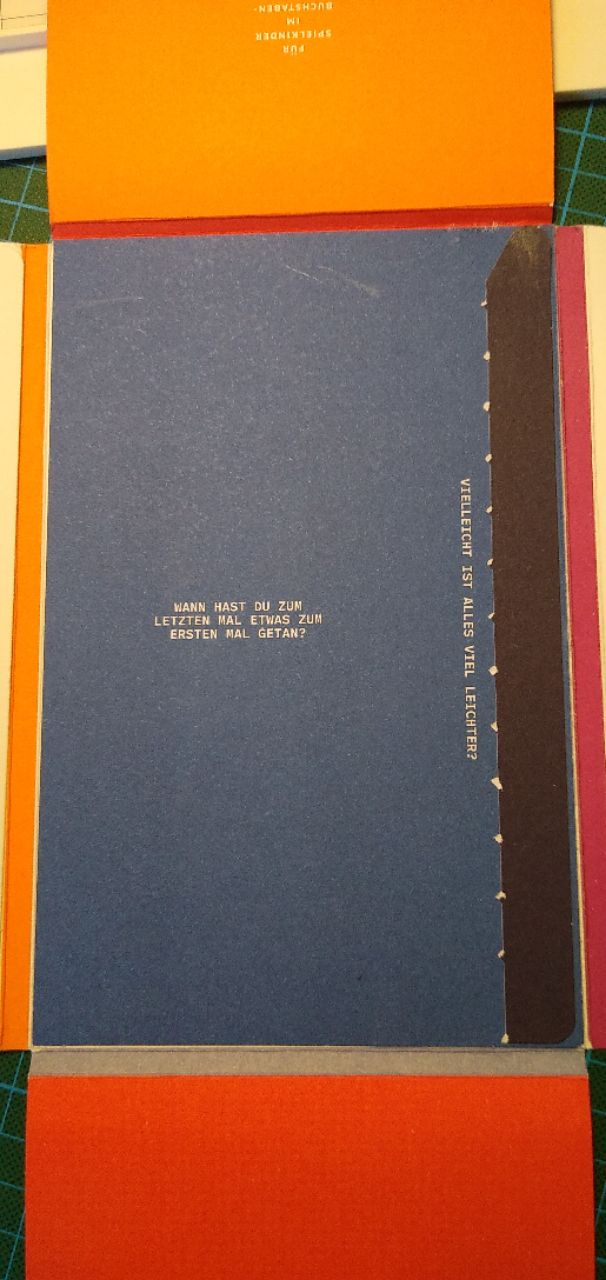 FÜR
SPIELKINDER
IM
BUCHSTABEN-
WANN HAST DU ZUM
LETZTEN MAL ETWAS ZUM
ERSTEN MAL GETAN?
VIELLEICHT IST ALLES VIEL LEICHTER?